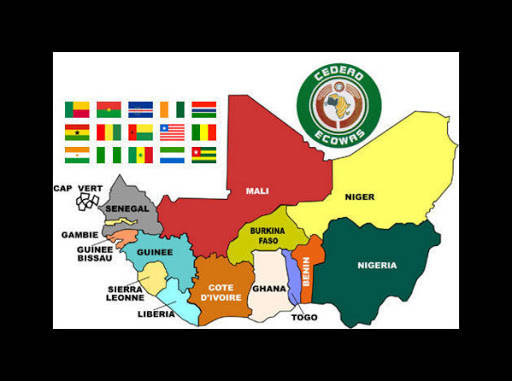 CEDEAO
ECOWAS
CAP VERT
SENEGAL
MALI
NIGER
GAMBIE
GUINEE
BISSAU
GUINEE
BURKINA
FASO
SIERRA
LEONNE
LIBERIA
COTE
D'IVOIRE
GHANA
TOGO
BENIN
NIGERIA